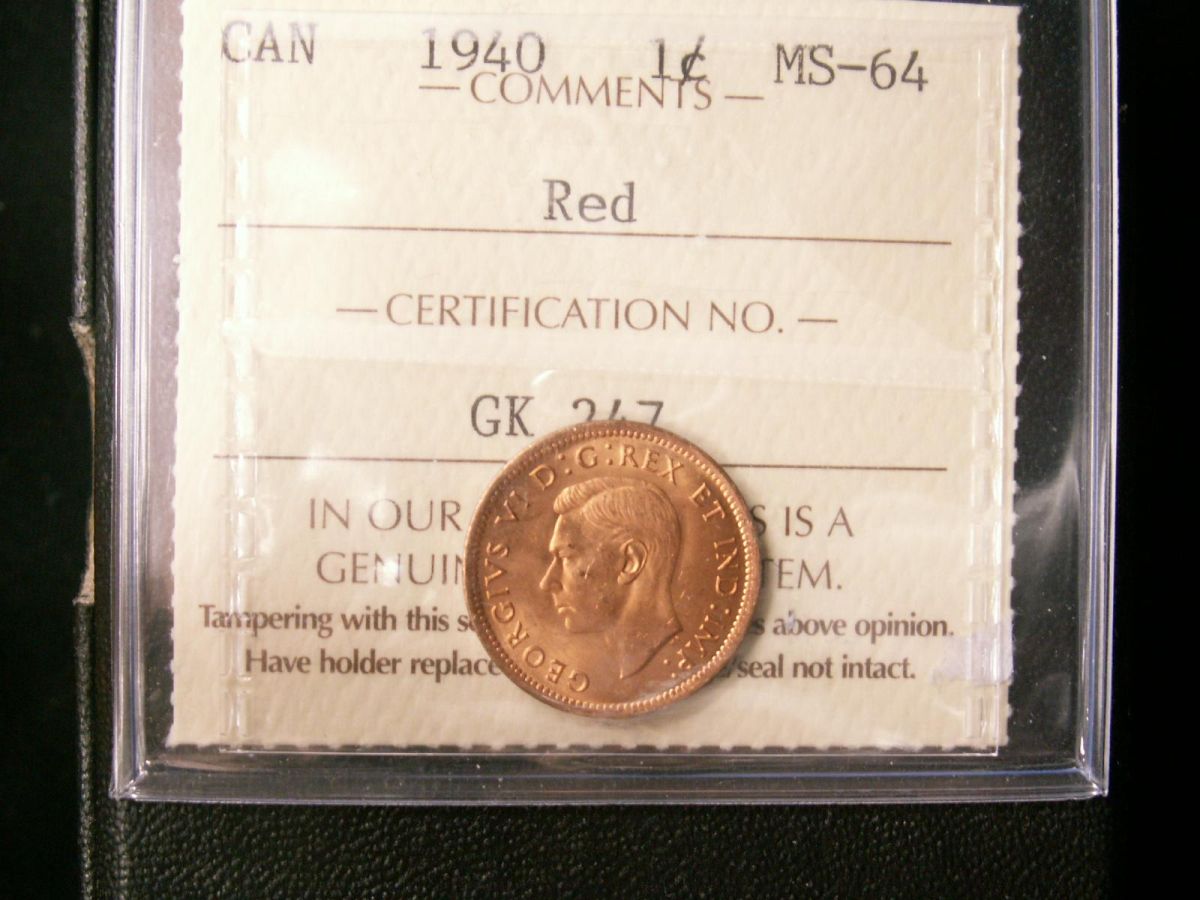 CAN 1940 1¢ MS-64
— COMMENTS —
Red
— CERTIFICATION NO. —
GK 247
IN OUR S IS A
GENUIN TEM.
Tampering with this s s above opinion.
Have holder replace /seal not intact.
GEORGIVS VI D:G:REX ET IND:IMP: